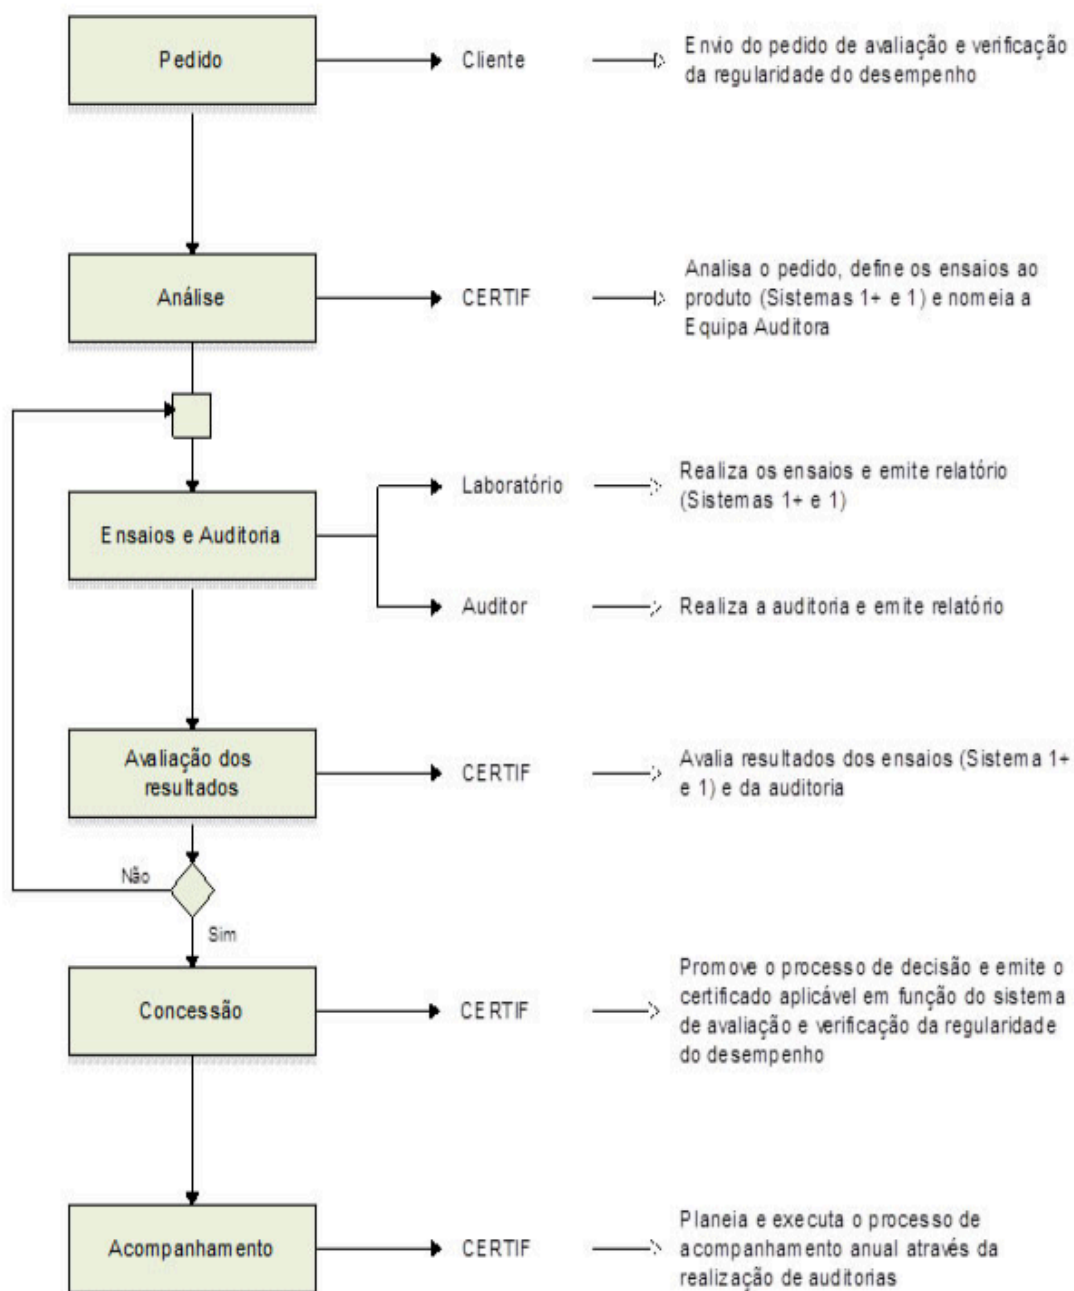 Pedido
Cliente
Envio do pedido de avaliação e verificação
da regularidade do desempenho
Análise
CERTIF
Analisa o pedido, define os ensaios ao
produto (Sistemas 1+ e 1) e nomeia a
Equipa Auditora
Ensaios e Auditoria
Laboratório
Realiza os ensaios e emite relatório
(Sistemas 1+ e 1)
Auditor
Realiza a auditoria e emite relatório
Avaliação dos
resultados
CERTIF
Avalia resultados dos ensaios (Sistema 1+
e 1) e da auditoria
Não
Sim
Concessão
CERTIF
Promove o processo de decisão e emite o
certificado aplicável em função do sistema
de avaliação e verificação da regularidade
do desempenho
Acompanhamento
CERTIF
Planeia e executa o processo de
acompanhamento anual através da
realização de auditorias